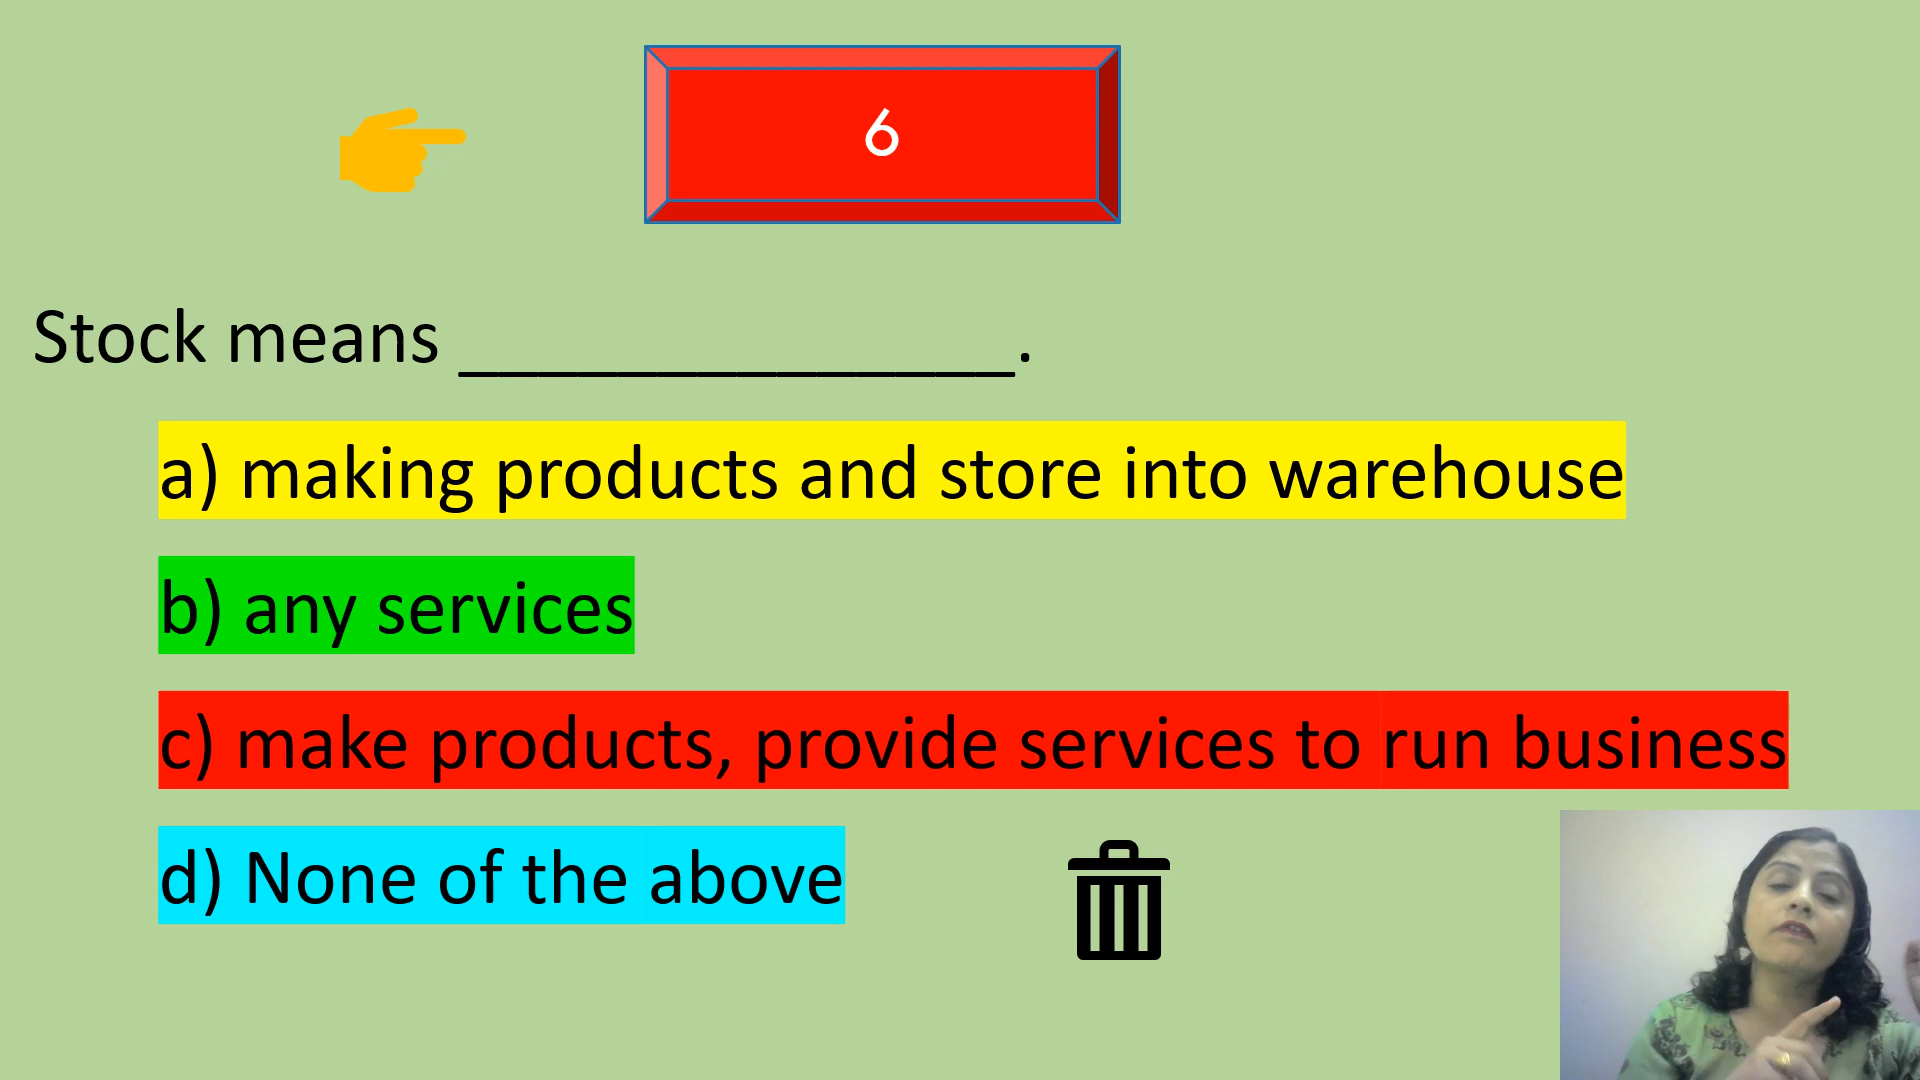 6
Stock means ______________.
a) making products and store into warehouse
b) any services
c) make products, provide services to run business
d) None of the above